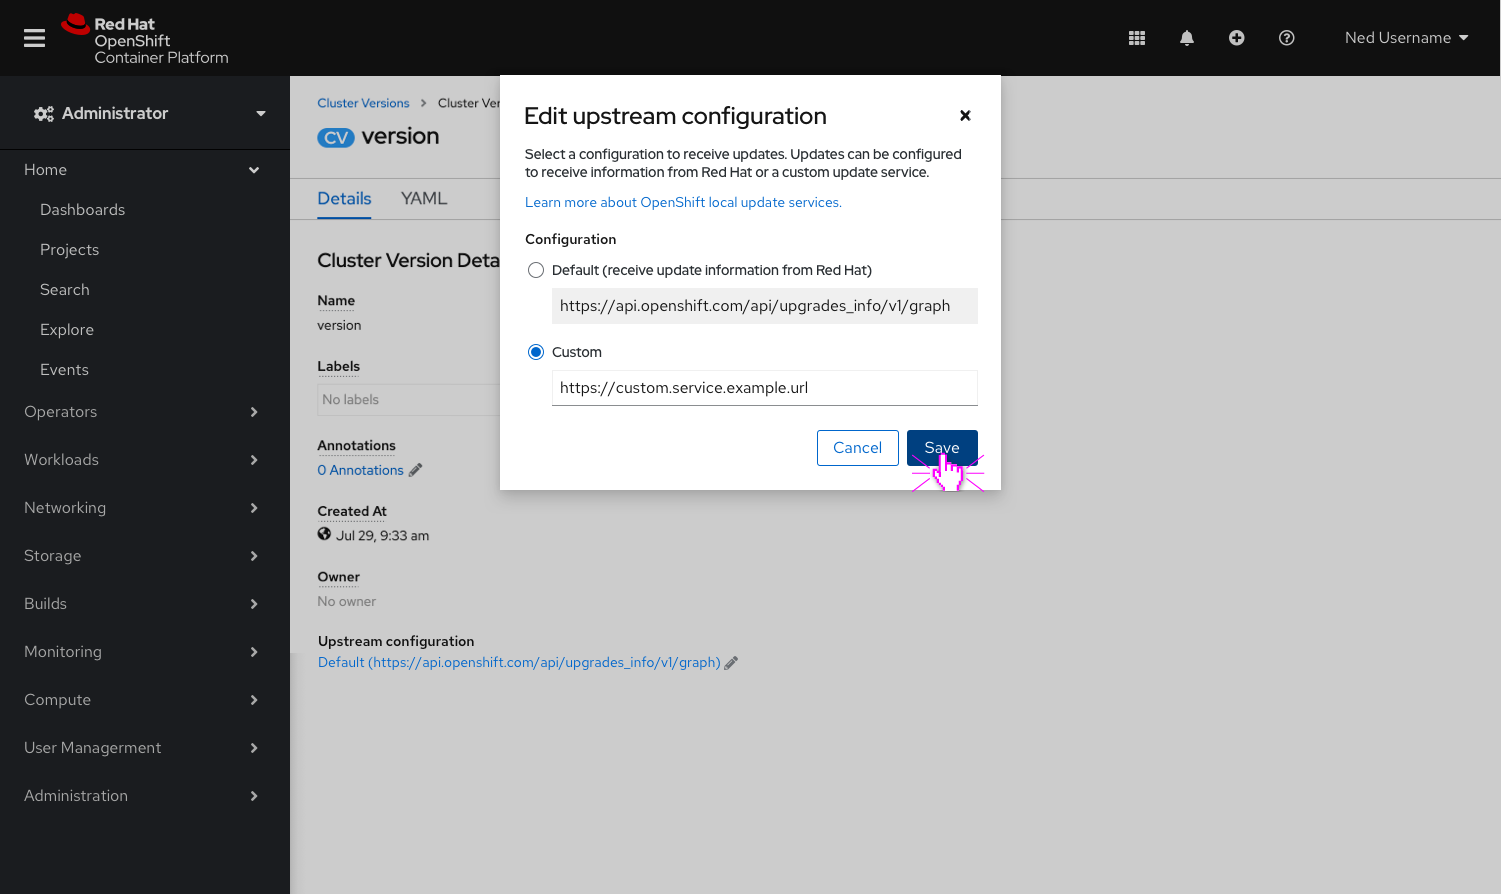 Red Hat
OpenShift
Container Platform
Ned Username
Administrator
Home
Dashboards
Projects
Search
Explore
Events
Operators
Workloads
Networking
Storage
Builds
Monitoring
Compute
User Managerment
Administration
Cluster Versions > Cluster Ver
CV version
Details YAML
Cluster Version Deta
Name
version
Labels
No labels
Annotations
0 Annotations
Created At
Jul 29, 9:33 am
Owner
No owner
Upstream configuration
Default (https://api.openshift.com/api/upgrades_info/v1/graph)
Edit upstream configuration
Select a configuration to receive updates. Updates can be configured
to receive information from Red Hat or a custom update service.
Learn more about OpenShift local update services.
Configuration
Default (receive update information from Red Hat)
https://api.openshift.com/api/upgrades_info/v1/graph
Custom
https://custom.service.example.url
Cancel Save